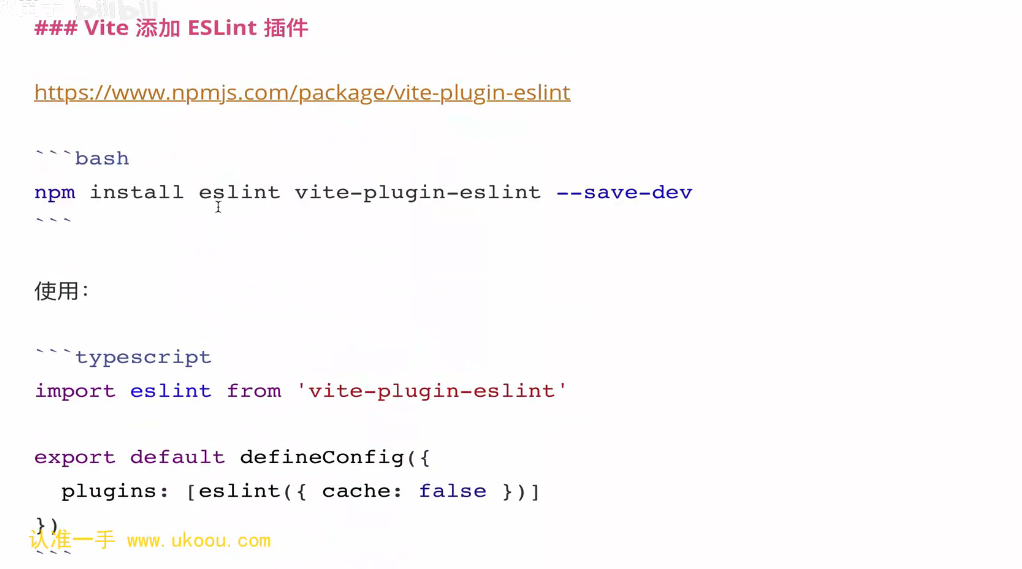 ### Vite 添加 ESLint 插件
https://www.npmjs.com/package/vite-plugin-eslint
```bash
npm install eslint vite-plugin-eslint --save-dev
```
使用：
```typescript
import eslint from 'vite-plugin-eslint'
export default defineConfig({
  plugins: [eslint({ cache: false })]
})
认准一手 www.ukoou.com
```